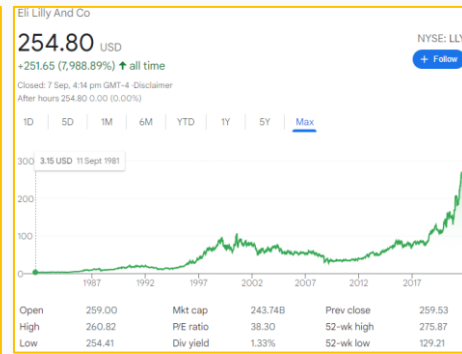 Eli Lilly And Co
254.80 USD
NYSE: LLY
+251.65 (7,988.89%) ↑ all time
+ Follow
Closed: 7 Sep, 4:14 pm GMT-4 · Disclaimer
After hours 254.80 0.00 (0.00%)
1D 5D 1M 6M YTD 1Y 5Y Max
300
3.15 USD 11 Sept 1981
200
100
0
1987 1992 1997 2002 2007 2012 2017
Open 259.00 Mkt cap 243.74B Prev close 259.53
High 260.82 P/E ratio 38.30 52-wk high 275.87
Low 254.41 Div yield 1.33% 52-wk low 129.21